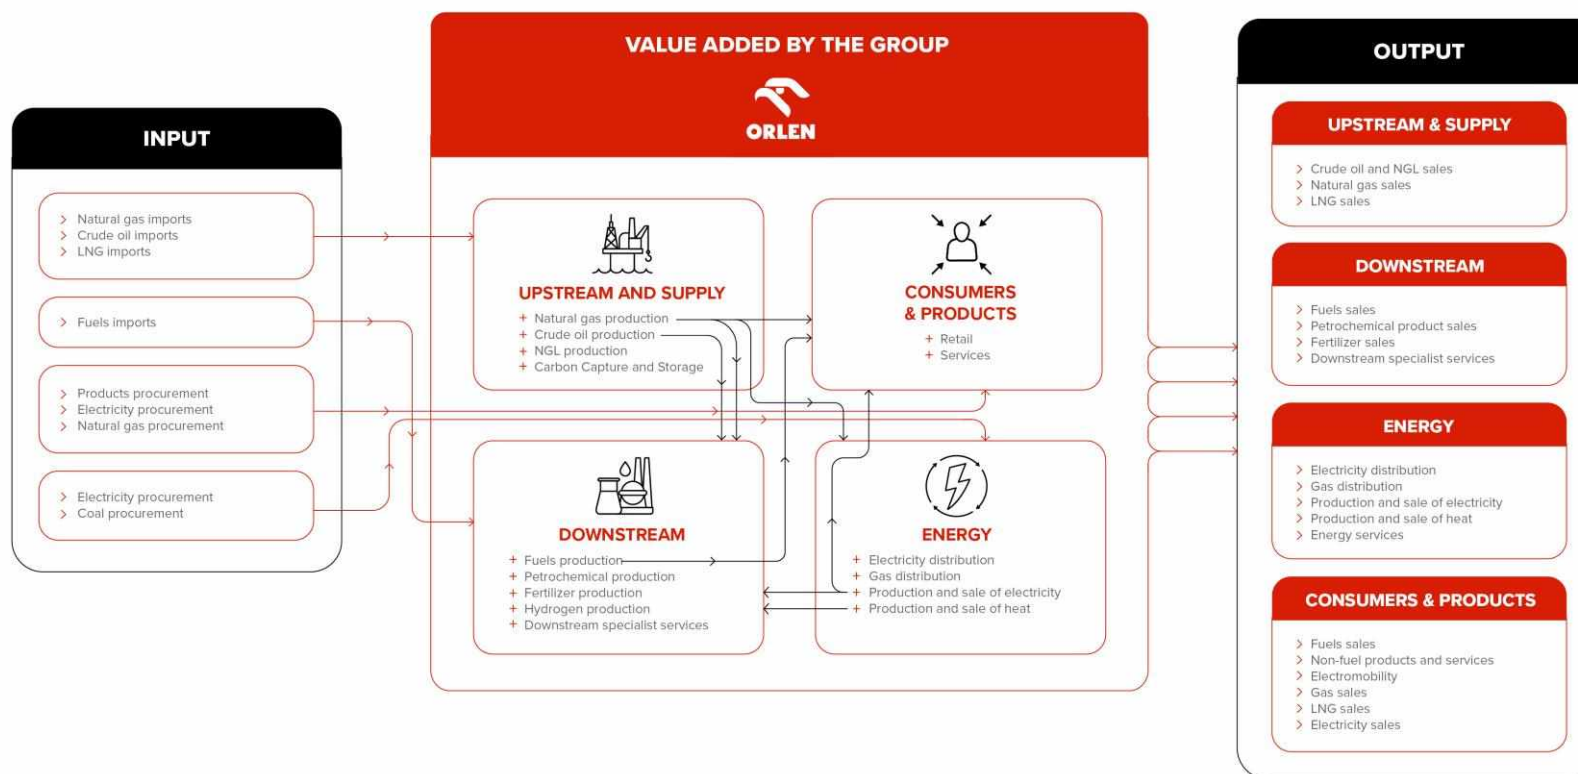 INPUT
Natural gas imports
Crude oil imports
LNG imports
Fuels imports
Products procurement
Electricity procurement
Natural gas procurement
Electricity procurement
Coal procurement
VALUE ADDED BY THE GROUP
ORLEN
UPSTREAM AND SUPPLY
+ Natural gas production
+ Crude oil production
+ NGL production
+ Carbon Capture and Storage
CONSUMERS
& PRODUCTS
+ Retail
+ Services
DOWNSTREAM
+ Fuels production
+ Petrochemical production
+ Fertilizer production
+ Hydrogen production
+ Downstream specialist services
ENERGY
+ Electricity distribution
+ Gas distribution
+ Production and sale of electricity
+ Production and sale of heat
OUTPUT
UPSTREAM & SUPPLY
Crude oil and NGL sales
Natural gas sales
LNG sales
DOWNSTREAM
Fuels sales
Petrochemical product sales
Fertilizer sales
Downstream specialist services
ENERGY
Electricity distribution
Gas distribution
Production and sale of electricity
Production and sale of heat
Energy services
CONSUMERS & PRODUCTS
Fuels sales
Non-fuel products and services
Electromobility
Gas sales
LNG sales
Electricity sales